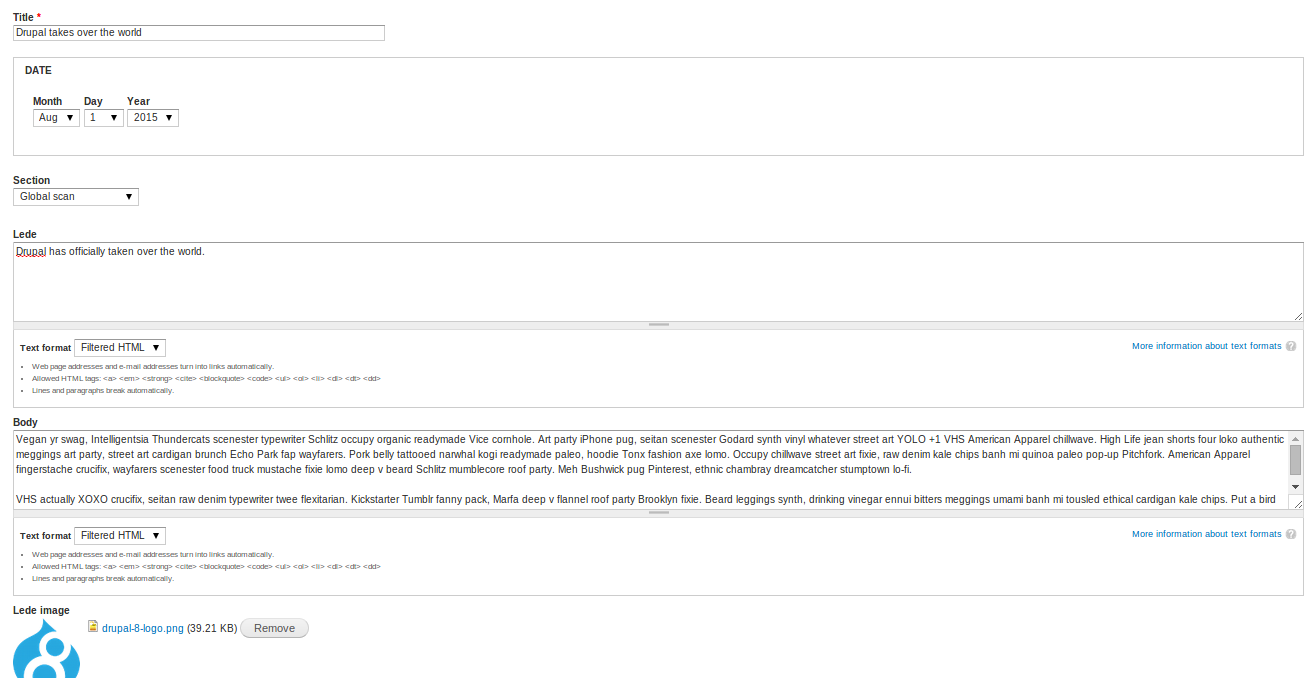 Title *
Drupal takes over the world
DATE
Month Day Year
Aug 1 2015
Section
Global scan
Lede
Drupal has officially taken over the world.
Text format Filtered HTML More information about text formats ?
Web page addresses and e-mail addresses turn into links automatically.
Allowed HTML tags: <a> <em> <strong> <cite> <blockquote> <code> <ul> <ol> <li> <dl> <dt> <dd>
Lines and paragraphs break automatically.
Body
Vegan yr swag, Intelligentsia Thundercats scenester typewriter Schlitz occupy organic readymade Vice cornhole. Art party iPhone pug, seitan scenester Godard synth vinyl whatever street art YOLO +1 VHS American Apparel chillwave. High Life jean shorts four loko authentic
meggings art party, street art cardigan brunch Echo Park fap wayfarers. Pork belly tattooed narwhal kogi readymade paleo, hoodie Tonx fashion axe lomo. Occupy chillwave street art fixie, raw denim kale chips banh mi quinoa paleo pop-up Pitchfork. American Apparel
fingerstache crucifix, wayfarers scenester food truck mustache fixie lomo deep v beard Schlitz mumblecore roof party. Meh Bushwick pug Pinterest, ethnic chambray dreamcatcher stumptown lo-fi.
VHS actually XOXO crucifix, seitan raw denim typewriter twee flexitarian. Kickstarter Tumblr fanny pack, Marfa deep v flannel roof party Brooklyn fixie. Beard leggings synth, drinking vinegar ennui bitters meggings umami banh mi tousled ethical cardigan kale chips. Put a bird
Text format Filtered HTML More information about text formats ?
Web page addresses and e-mail addresses turn into links automatically.
Allowed HTML tags: <a> <em> <strong> <cite> <blockquote> <code> <ul> <ol> <li> <dl> <dt> <dd>
Lines and paragraphs break automatically.
Lede image
drupal-8-logo.png (39.21 KB) Remove